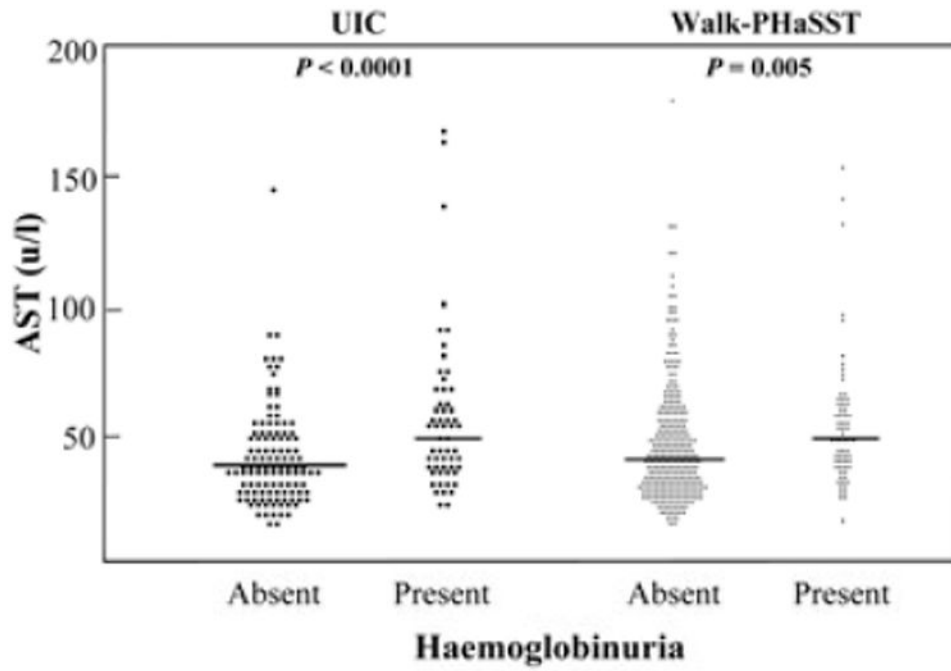 UIC Walk-PHaSST
P < 0.0001 P = 0.005
200
150
100
50
AST (u/l)
Absent Present Absent Present
Haemoglobinuria